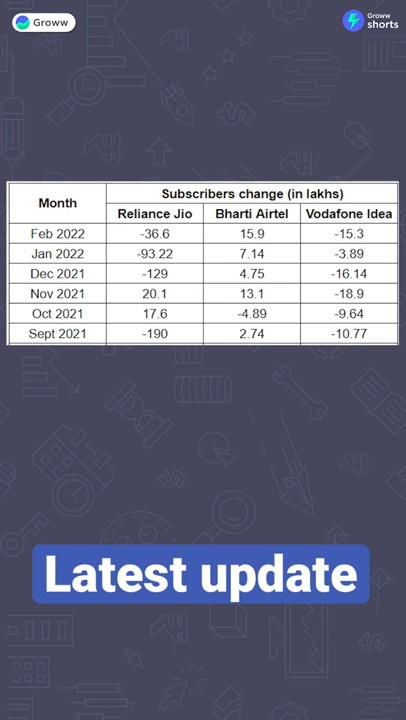 Groww
Groww
shorts
Month
Subscribers change (in lakhs)
Reliance Jio Bharti Airtel Vodafone Idea
Feb 2022 -36.6 15.9 -15.3
Jan 2022 -93.22 7.14 -3.89
Dec 2021 -129 4.75 -16.14
Nov 2021 20.1 13.1 -18.9
Oct 2021 17.6 -4.89 -9.64
Sept 2021 -190 2.74 -10.77
Latest update